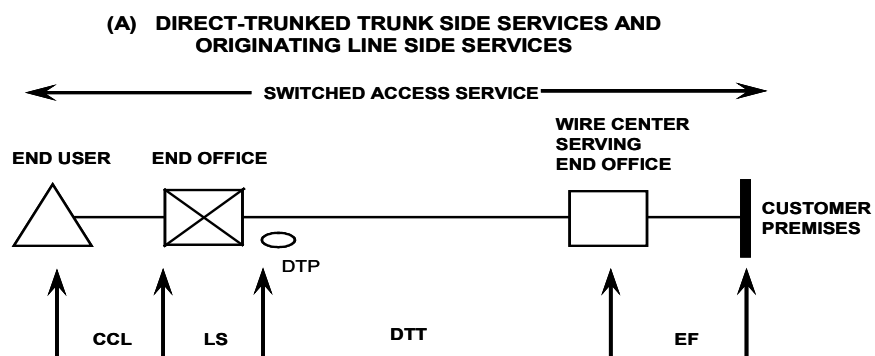 (A) DIRECT-TRUNKED TRUNK SIDE SERVICES AND
ORIGINATING LINE SIDE SERVICES
SWITCHED ACCESS SERVICE
WIRE CENTER
SERVING
END OFFICE
END USER
END OFFICE
CUSTOMER
PREMISES
DTP
CCL
LS
DTT
EF